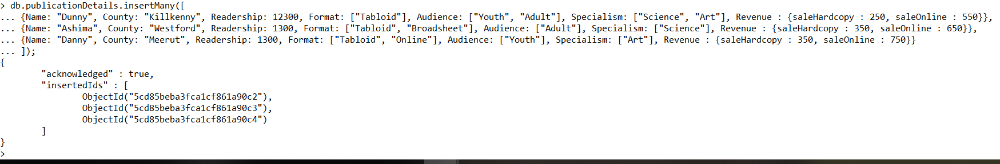 > db.publicationDetails.insertMany([
... {Name: "Dunny", County: "Killkenny", Readership: 12300, Format: ["Tabloid"], Audience: ["Youth", "Adult"], Specialism: ["Science", "Art"], Revenue : {saleHardcopy : 250, saleOnline : 550}},
... {Name: "Ashima", County: "Westford", Readership: 1300, Format: ["Tabloid", "Broadsheet"], Audience: ["Adult"], Specialism: ["Science"], Revenue : {saleHardcopy : 350, saleOnline : 650}},
... {Name: "Danny", County: "Meerut", Readership: 1300, Format: ["Tabloid", "Online"], Audience: ["Youth"], Specialism: ["Art"], Revenue : {saleHardcopy : 350, saleOnline : 750}}
... ]);
{
        "acknowledged" : true,
        "insertedIds" : [
                ObjectId("5cd85beba3fca1cf861a90c2"),
                ObjectId("5cd85beba3fca1cf861a90c3"),
                ObjectId("5cd85beba3fca1cf861a90c4")
        ]
}
>